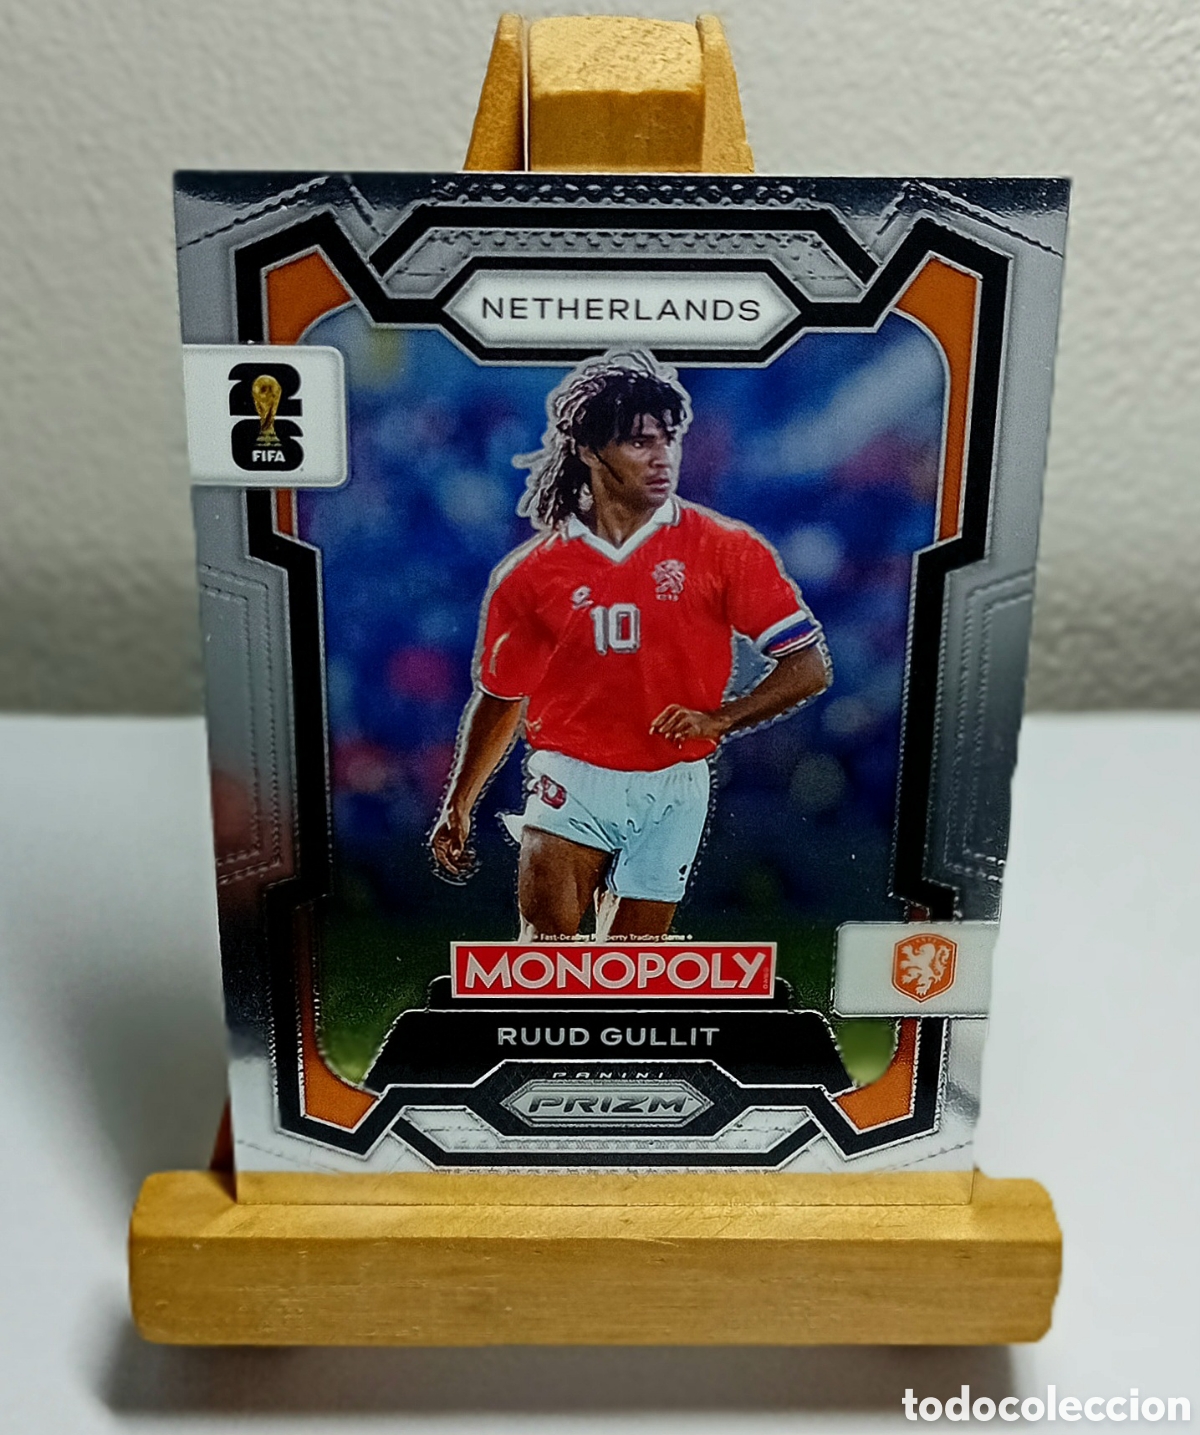 NETHERLANDS
26
FIFA
10
Fast-Dealing Property Trading Game
MONOPOLY
RUUD GULLIT
PANINI
PRIZM
todocoleccion